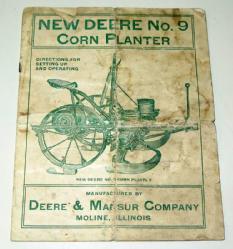 NEW DEERE No. 9
CORN PLANTER
DIRECTIONS FOR
SETTING UP
AND OPERATING
NEW DEERE NO. 9 CORN PLANTER
MANUFACTURED BY
DEERE & MANSUR COMPANY
MOLINE, ILLINOIS